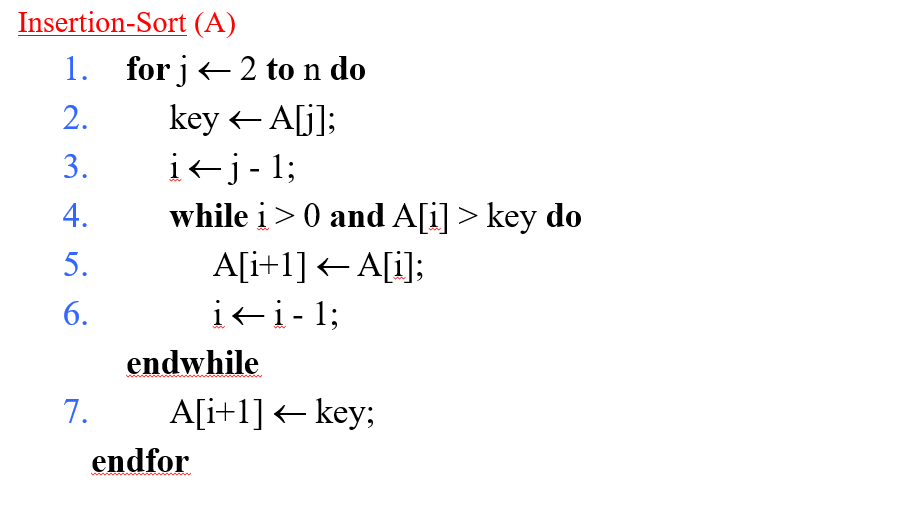 Insertion-Sort (A)
1. for j ← 2 to n do
2. key ← A[j];
3. i ← j - 1;
4. while i > 0 and A[i] > key do
5. A[i+1] ← A[i];
6. i ← i - 1;
endwhile
7. A[i+1] ← key;
endfor